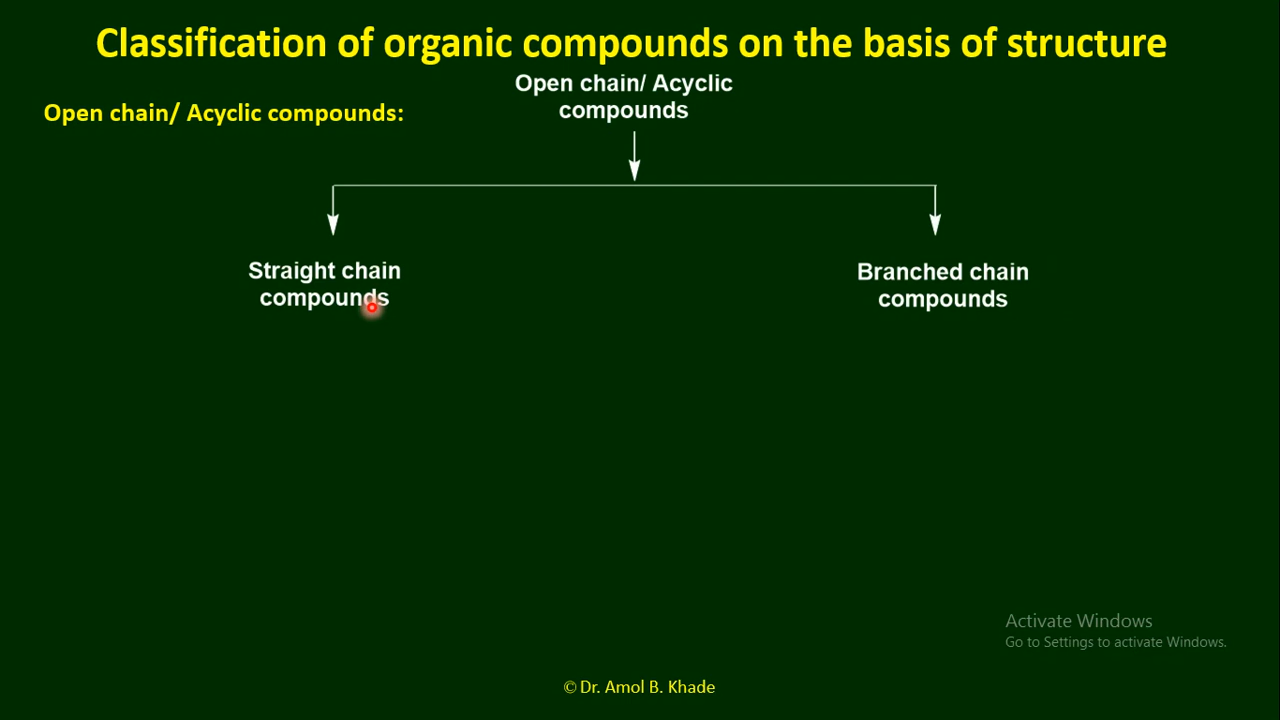 Classification of organic compounds on the basis of structure
Open chain/ Acyclic
compounds
Open chain/ Acyclic compounds:
Straight chain
compounds
Branched chain
compounds
Activate Windows
Go to Settings to activate Windows.
© Dr. Amol B. Khade